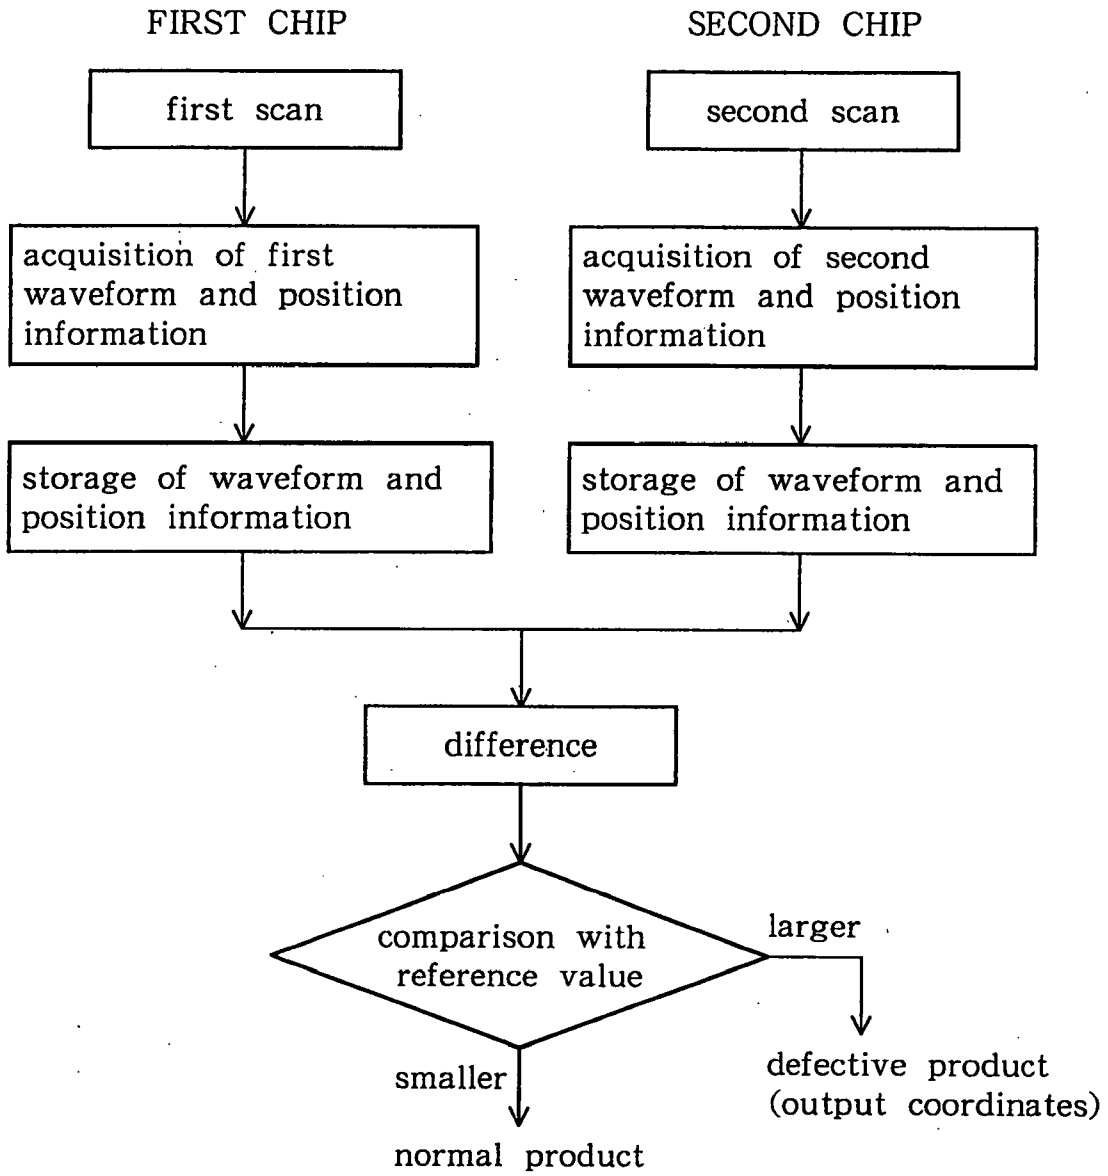 FIRST CHIP
SECOND CHIP
first scan
second scan
acquisition of first
waveform and position
information
acquisition of second
waveform and position
information
storage of waveform and
position information
storage of waveform and
position information
difference
comparison with
reference value
larger
smaller
defective product
(output coordinates)
normal product